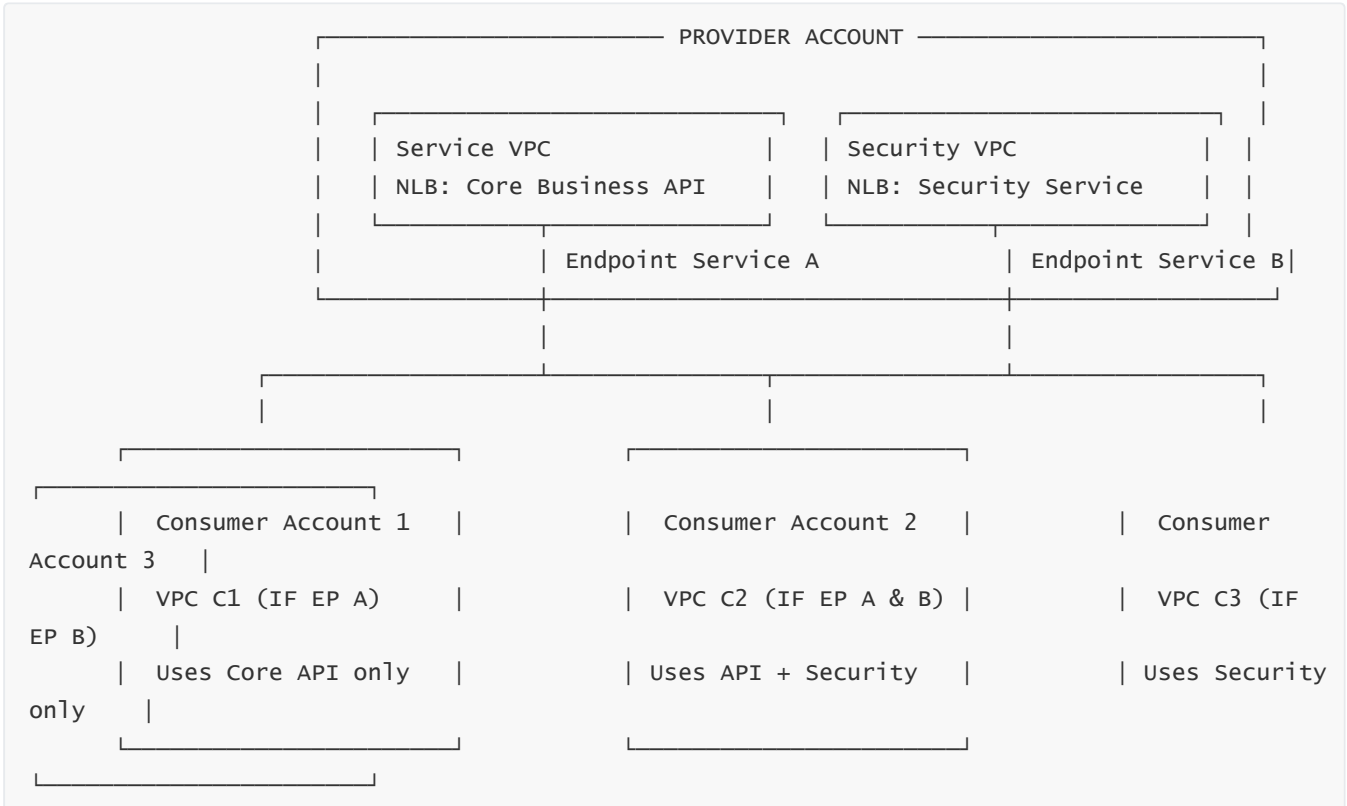 PROVIDER ACCOUNT
Service VPC Security VPC
NLB: Core Business API NLB: Security Service
Endpoint Service A Endpoint Service B
Consumer Account 1 Consumer Account 2 Consumer
Account 3
VPC C1 (IF EP A) VPC C2 (IF EP A & B) VPC C3 (IF
EP B)
Uses Core API only Uses API + Security Uses Security
only